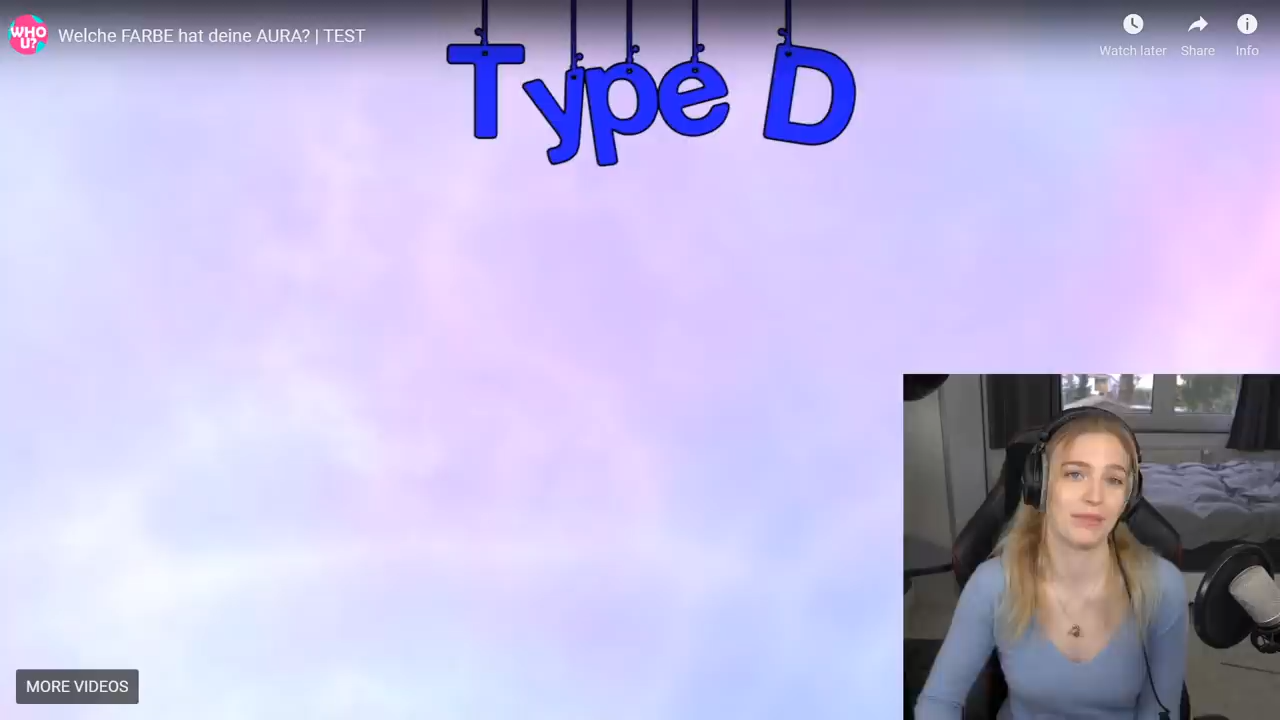 WHO
U?
Welche FARBE hat deine AURA? | TEST
Watch later
Share
Info
Type D
MORE VIDEOS